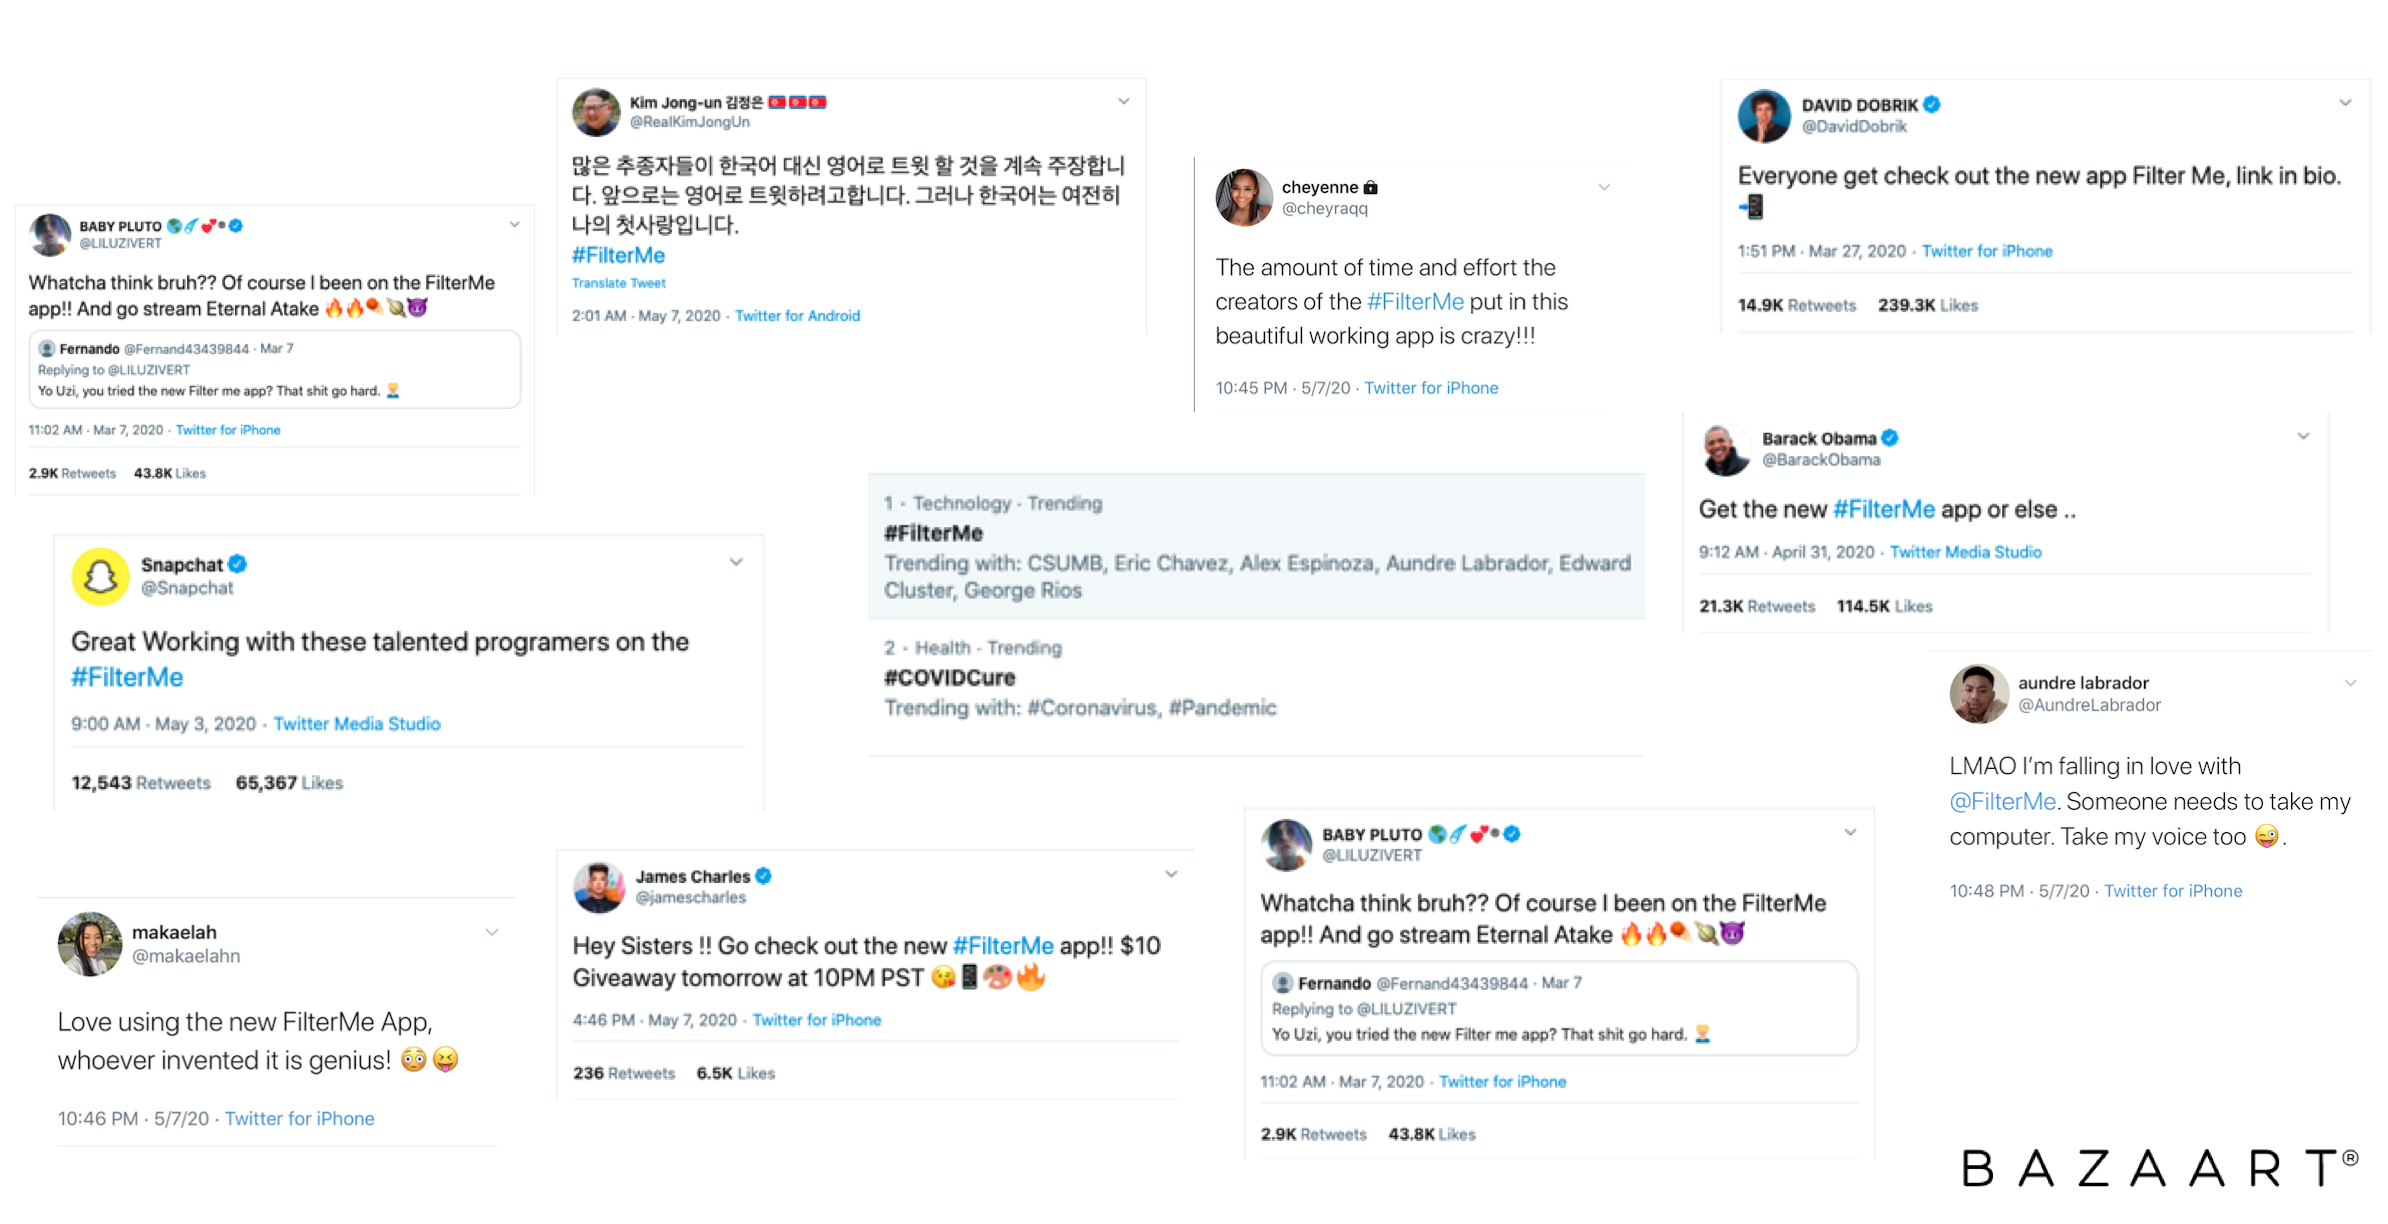 BABY PLUTO 🌎☄️💕®
@LILUZIVERT
Whatcha think bruh?? Of course I been on the FilterMe
app!! And go stream Eternal Atake 🔥🔥☄️🪐😈
Fernando @Fernand43439844 · Mar 7
Replying to @LILUZIVERT
Yo Uzi, you tried the new Filter me app? That shit go hard.
11:02 AM · Mar 7, 2020 · Twitter for iPhone
2.9K Retweets 43.8K Likes
Kim Jong-un 김정은 🇰🇵🇰🇵🇰🇵
@RealKimJongUn
많은 추종자들이 한국어 대신 영어로 트윗 할 것을 계속 주장합니
다. 앞으로는 영어로 트윗하려고합니다. 그러나 한국어는 여전히
나의 첫사랑입니다.
#FilterMe
Translate Tweet
2:01 AM · May 7, 2020 · Twitter for Android
cheyenne 🔒
@cheyraqq
The amount of time and effort the
creators of the #FilterMe put in this
beautiful working app is crazy!!!
10:45 PM · 5/7/20 · Twitter for iPhone
DAVID DOBRIK
@DavidDobrik
Everyone get check out the new app Filter Me, link in bio.
📲
1:51 PM · Mar 27, 2020 · Twitter for iPhone
14.9K Retweets 239.3K Likes
Barack Obama
@BarackObama
Get the new #FilterMe app or else ..
9:12 AM · April 31, 2020 · Twitter Media Studio
21.3K Retweets 114.5K Likes
Snapchat
@Snapchat
Great Working with these talented programers on the
#FilterMe
9:00 AM · May 3, 2020 · Twitter Media Studio
12,543 Retweets 65,367 Likes
1 · Technology · Trending
#FilterMe
Trending with: CSUMB, Eric Chavez, Alex Espinoza, Aundre Labrador, Edward
Cluster, George Rios
2 · Health · Trending
#COVIDCure
Trending with: #Coronavirus, #Pandemic
aundre labrador
@AundreLabrador
LMAO I'm falling in love with
@FilterMe. Someone needs to take my
computer. Take my voice too 😜.
10:48 PM · 5/7/20 · Twitter for iPhone
makaelah
@makaelahn
Love using the new FilterMe App,
whoever invented it is genius! 😳😝
10:46 PM · 5/7/20 · Twitter for iPhone
James Charles
@jamescharles
Hey Sisters !! Go check out the new #FilterMe app!! $10
Giveaway tomorrow at 10PM PST 😘📱🎨🔥
4:46 PM · May 7, 2020 · Twitter for iPhone
236 Retweets 6.5K Likes
BABY PLUTO 🌎☄️💕®
@LILUZIVERT
Whatcha think bruh?? Of course I been on the FilterMe
app!! And go stream Eternal Atake 🔥🔥☄️🪐😈
Fernando @Fernand43439844 · Mar 7
Replying to @LILUZIVERT
Yo Uzi, you tried the new Filter me app? That shit go hard.
11:02 AM · Mar 7, 2020 · Twitter for iPhone
2.9K Retweets 43.8K Likes
BAZAART®